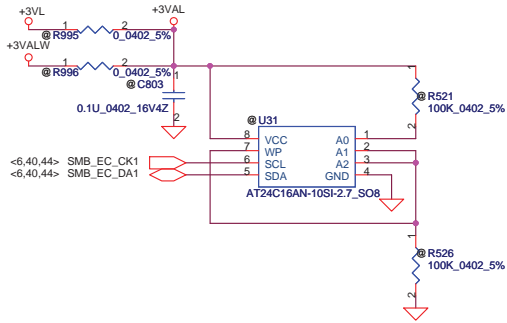 +3VL
+3VAL
1
2
@R995
0_0402_5%
+3VALW
1
2
@R996
0_0402_5%
@C803
1
0.1U_0402_16V4Z
2
1
@R521
100K_0402_5%
2
@U31
8 VCC A0 1
7 WP A1 2
6 SCL A2 3
5 SDA GND 4
<6,40,44> SMB_EC_CK1
<6,40,44> SMB_EC_DA1
AT24C16AN-10SI-2.7_SO8
1
@R526
100K_0402_5%
2